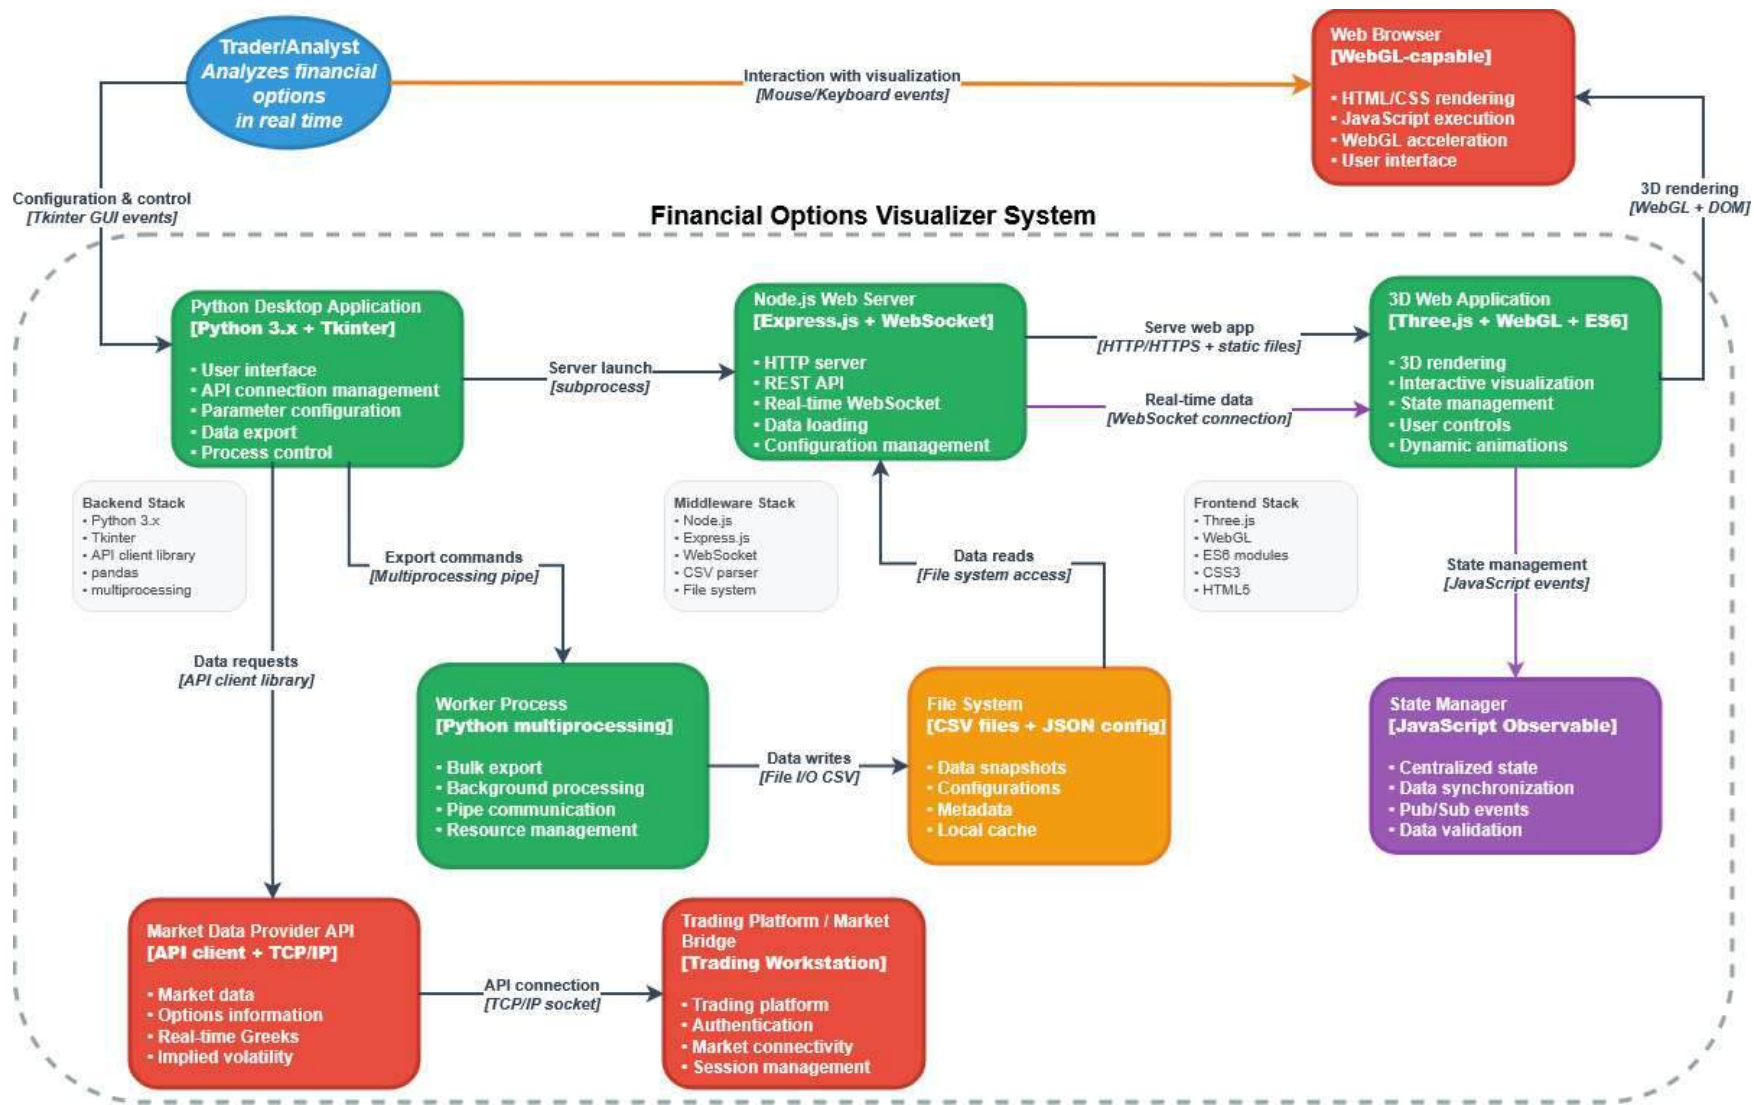 Trader/Analyst
Analyzes financial
options
in real time
Interaction with visualization
[Mouse/Keyboard events]
Web Browser
[WebGL-capable]
▪ HTML/CSS rendering
▪ JavaScript execution
▪ WebGL acceleration
▪ User interface
Configuration & control
[Tkinter GUI events]
3D rendering
[WebGL + DOM]
Financial Options Visualizer System
Python Desktop Application
[Python 3.x + Tkinter]
▪ User interface
▪ API connection management
▪ Parameter configuration
▪ Data export
▪ Process control
Server launch
[subprocess]
Node.js Web Server
[Express.js + WebSocket]
▪ HTTP server
▪ REST API
▪ Real-time WebSocket
▪ Data loading
▪ Configuration management
Serve web app
[HTTP/HTTPS + static files]
Real-time data
[WebSocket connection]
3D Web Application
[Three.js + WebGL + ES6]
▪ 3D rendering
▪ Interactive visualization
▪ State management
▪ User controls
▪ Dynamic animations
Backend Stack
▪ Python 3.x
▪ Tkinter
▪ API client library
▪ pandas
▪ multiprocessing
Export commands
[Multiprocessing pipe]
Middleware Stack
▪ Node.js
▪ Express.js
▪ WebSocket
▪ CSV parser
▪ File system
Data reads
[File system access]
Frontend Stack
▪ Three.js
▪ WebGL
▪ ES6 modules
▪ CSS3
▪ HTML5
State management
[JavaScript events]
Data requests
[API client library]
Worker Process
[Python multiprocessing]
▪ Bulk export
▪ Background processing
▪ Pipe communication
▪ Resource management
Data writes
[File I/O CSV]
File System
[CSV files + JSON config]
▪ Data snapshots
▪ Configurations
▪ Metadata
▪ Local cache
State Manager
[JavaScript Observable]
▪ Centralized state
▪ Data synchronization
▪ Pub/Sub events
▪ Data validation
Market Data Provider API
[API client + TCP/IP]
▪ Market data
▪ Options information
▪ Real-time Greeks
▪ Implied volatility
API connection
[TCP/IP socket]
Trading Platform / Market
Bridge
[Trading Workstation]
▪ Trading platform
▪ Authentication
▪ Market connectivity
▪ Session management